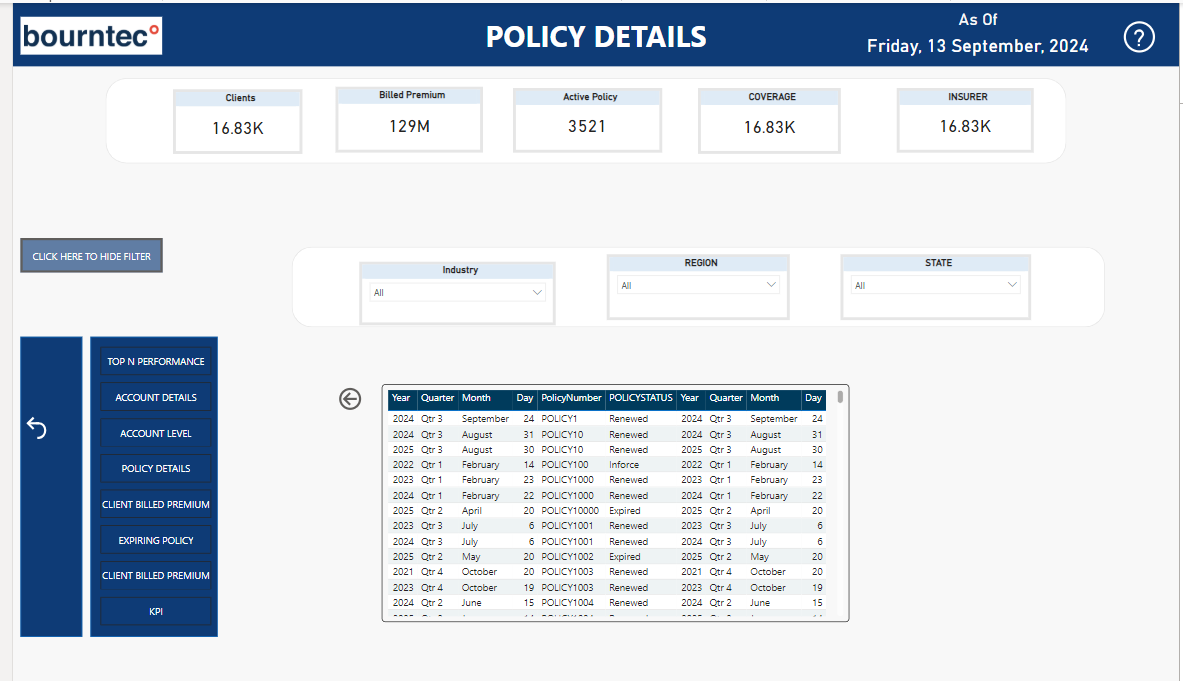 bourntec
POLICY DETAILS
As Of
Friday, 13 September, 2024
?
Clients
16.83K
Billed Premium
129M
Active Policy
3521
COVERAGE
16.83K
INSURER
16.83K
CLICK HERE TO HIDE FILTER
Industry
All
REGION
All
STATE
All
TOP N PERFORMANCE
ACCOUNT DETAILS
ACCOUNT LEVEL
POLICY DETAILS
CLIENT BILLED PREMIUM
EXPIRING POLICY
CLIENT BILLED PREMIUM
KPI
Year Quarter Month Day PolicyNumber POLICYSTATUS Year Quarter Month Day
2024 Qtr 3 September 24 POLICY1 Renewed 2024 Qtr 3 September 24
2024 Qtr 3 August 31 POLICY10 Renewed 2024 Qtr 3 August 31
2025 Qtr 3 August 30 POLICY10 Renewed 2025 Qtr 3 August 30
2022 Qtr 1 February 14 POLICY100 Inforce 2022 Qtr 1 February 14
2023 Qtr 1 February 23 POLICY1000 Renewed 2023 Qtr 1 February 23
2024 Qtr 1 February 22 POLICY1000 Renewed 2024 Qtr 1 February 22
2025 Qtr 2 April 20 POLICY10000 Expired 2025 Qtr 2 April 20
2023 Qtr 3 July 6 POLICY1001 Renewed 2023 Qtr 3 July 6
2024 Qtr 3 July 6 POLICY1001 Renewed 2024 Qtr 3 July 6
2025 Qtr 2 May 20 POLICY1002 Expired 2025 Qtr 2 May 20
2021 Qtr 4 October 20 POLICY1003 Renewed 2021 Qtr 4 October 20
2023 Qtr 4 October 19 POLICY1003 Renewed 2023 Qtr 4 October 19
2024 Qtr 2 June 15 POLICY1004 Renewed 2024 Qtr 2 June 15